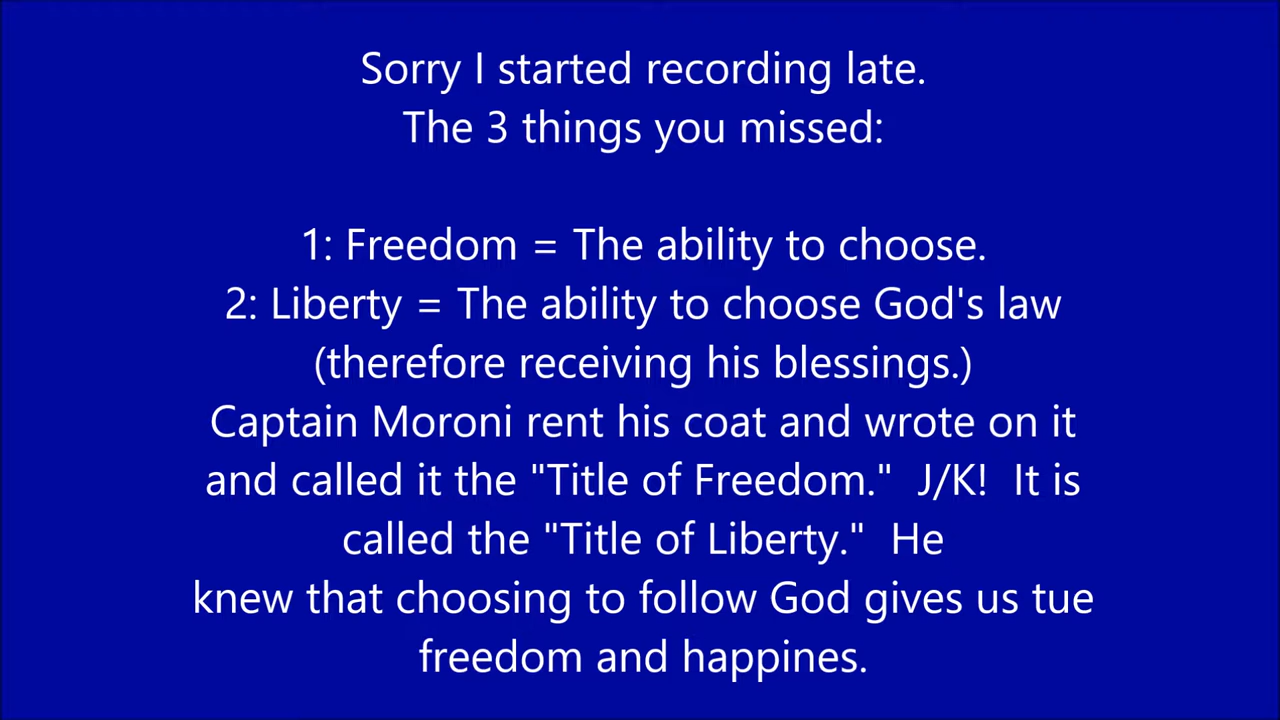 Sorry I started recording late.
The 3 things you missed:
1: Freedom = The ability to choose.
2: Liberty = The ability to choose God's law
(therefore receiving his blessings.)
Captain Moroni rent his coat and wrote on it
and called it the "Title of Freedom."  J/K!  It is
called the "Title of Liberty."  He
knew that choosing to follow God gives us tue
freedom and happines.